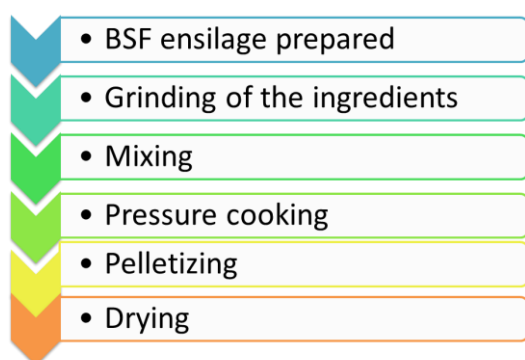 • BSF ensilage prepared
• Grinding of the ingredients
• Mixing
• Pressure cooking
• Pelletizing
• Drying